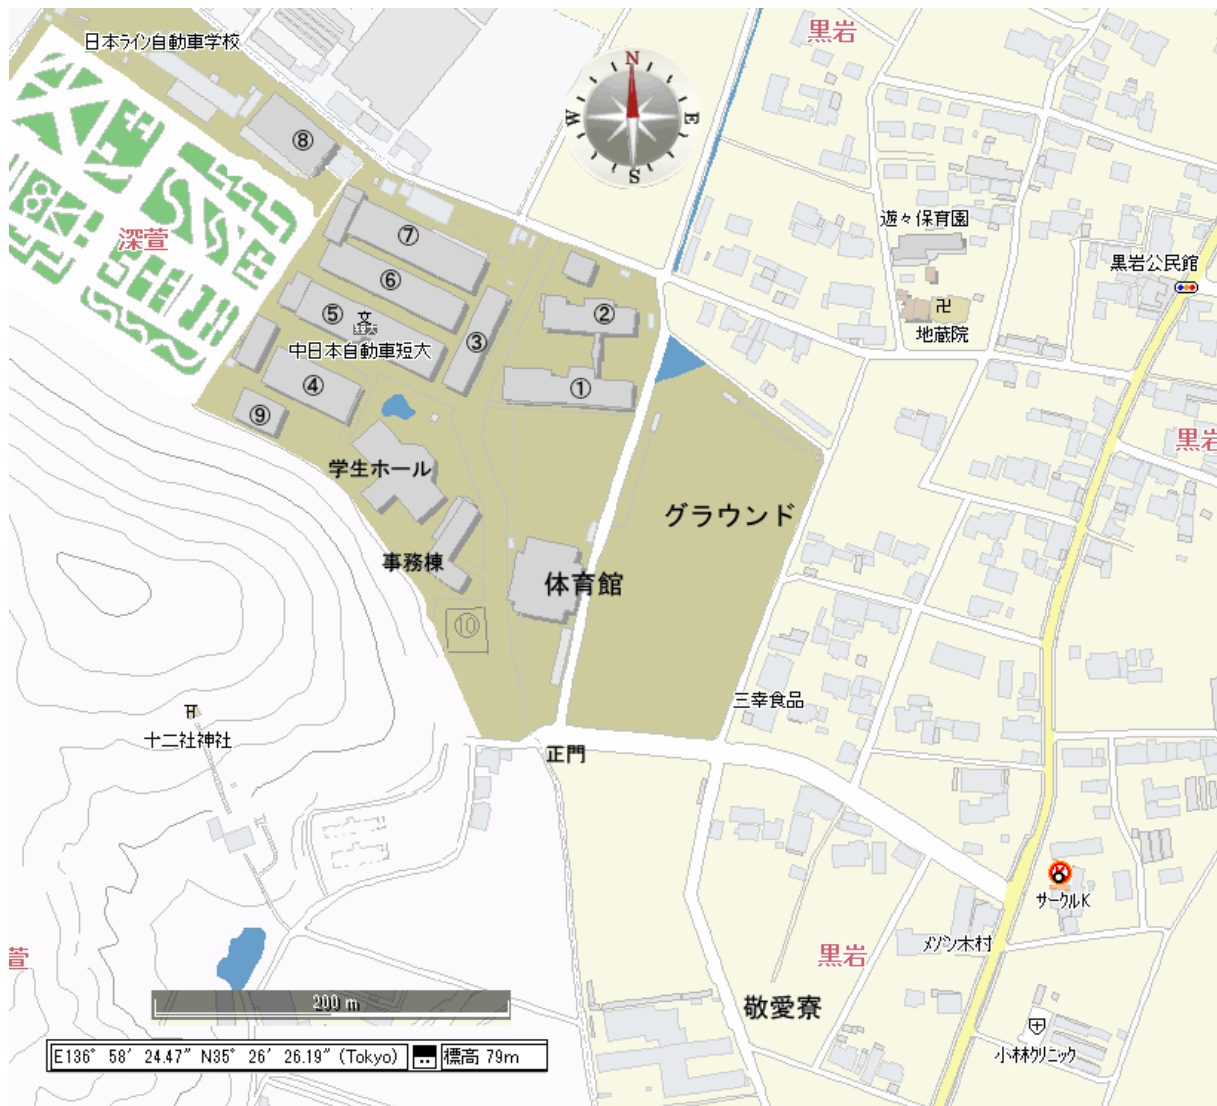 黒岩
日本ライン自動車学校
N
W
E
S
⑧
遊々保育園
⑦
深萱
黒岩公民館
⑥
卍
②
⑤
文
短大
地蔵院
③
中日本自動車短大
④
①
⑨
黒岩
学生ホール
グラウンド
事務棟
体育館
⑩
三幸食品
十二社神社
正門
サークルK
メゾン木村
萱
黒岩
200 m
敬愛寮
小林クリニック
E136° 58′ 24.47″ N35° 26′ 26.19″ (Tokyo)
標高 79m